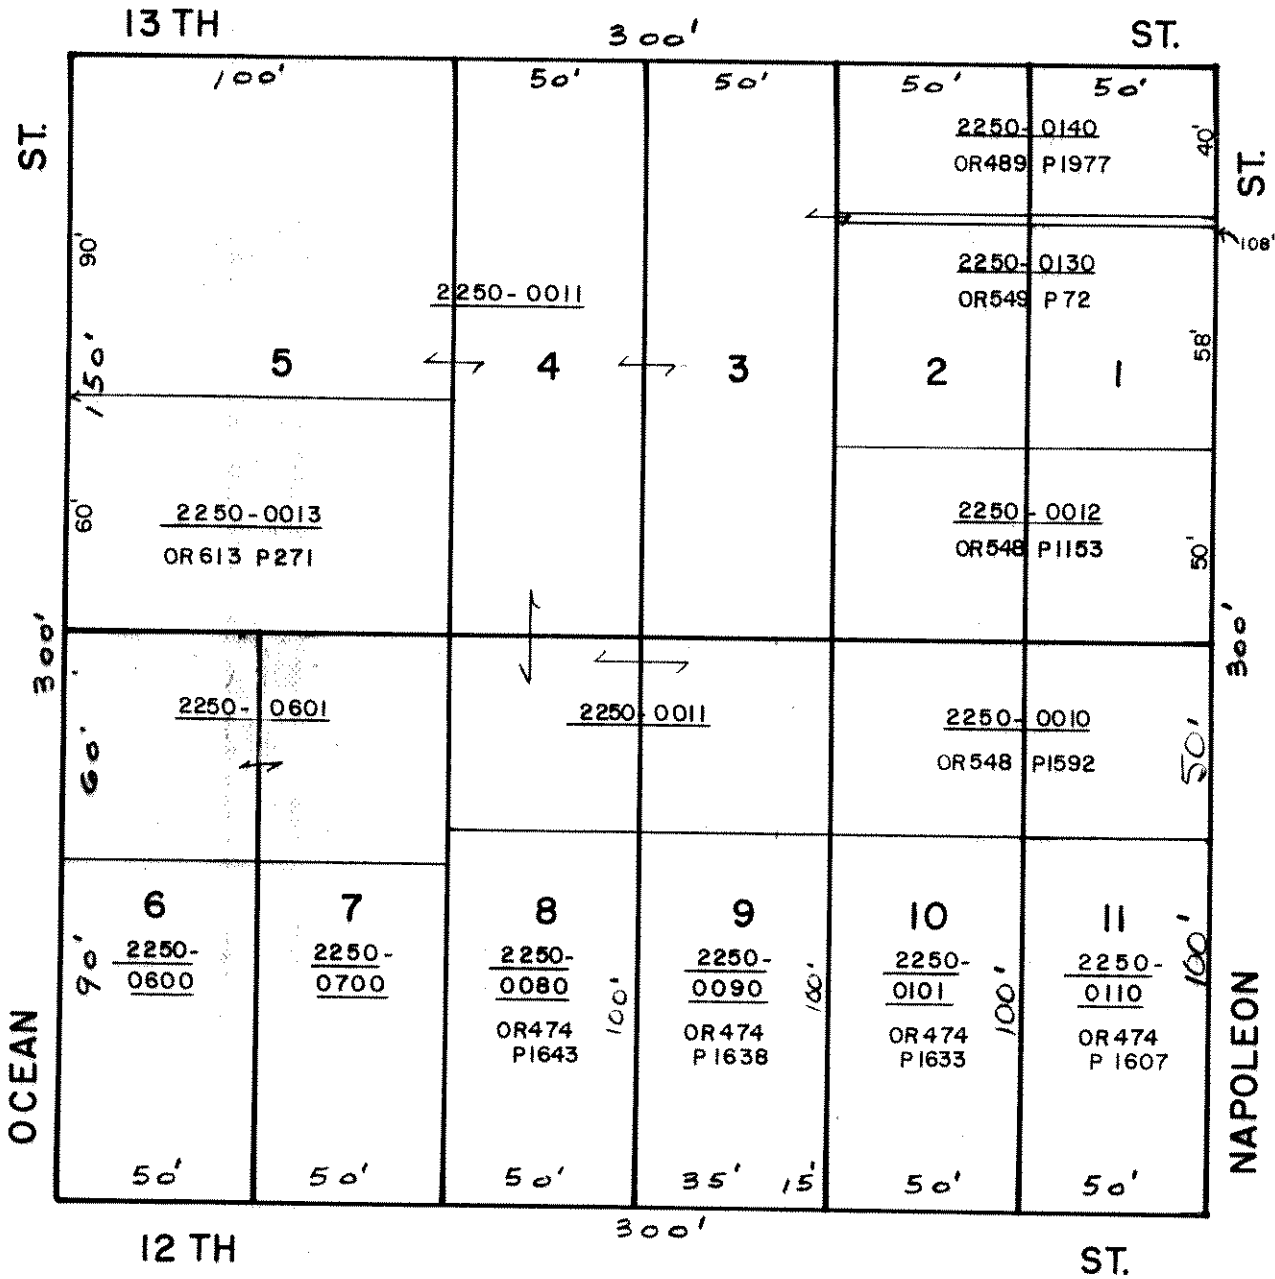 13 TH
300'
ST.
100'
50'
50'
50'
50'
ST.
2250-0140
OR489 P1977
40'
ST.
90'
108'
2250-0130
OR549 P72
2250-0011
58'
150'
5
4
3
2
1
60'
2250-0013
OR613 P271
2250-0012
OR548 P1153
50'
300'
300'
2250-0601
2250-0011
2250-0010
OR548 P1592
60'
50'
6
7
8
9
10
11
90'
2250-
0600
2250-
0700
2250-
0080
OR474
P1643
100'
2250-
0090
OR474
P1638
100'
2250-
0101
OR474
P1633
100'
2250-
0110
OR474
P 1607
100'
OCEAN
NAPOLEON
50'
50'
50'
35'
15'
50'
50'
300'
12 TH
ST.